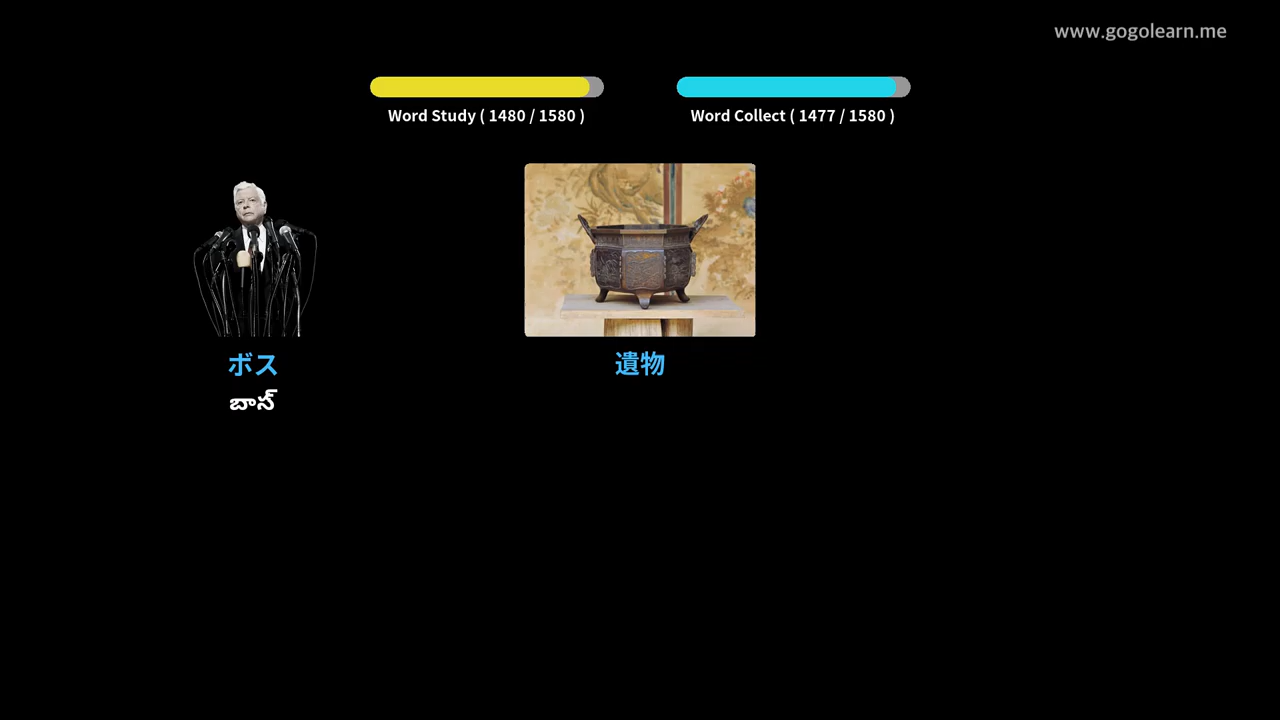 www.gogolearn.me
Word Study ( 1480 / 1580 )
Word Collect ( 1477 / 1580 )
ボス
బాస్
遺物